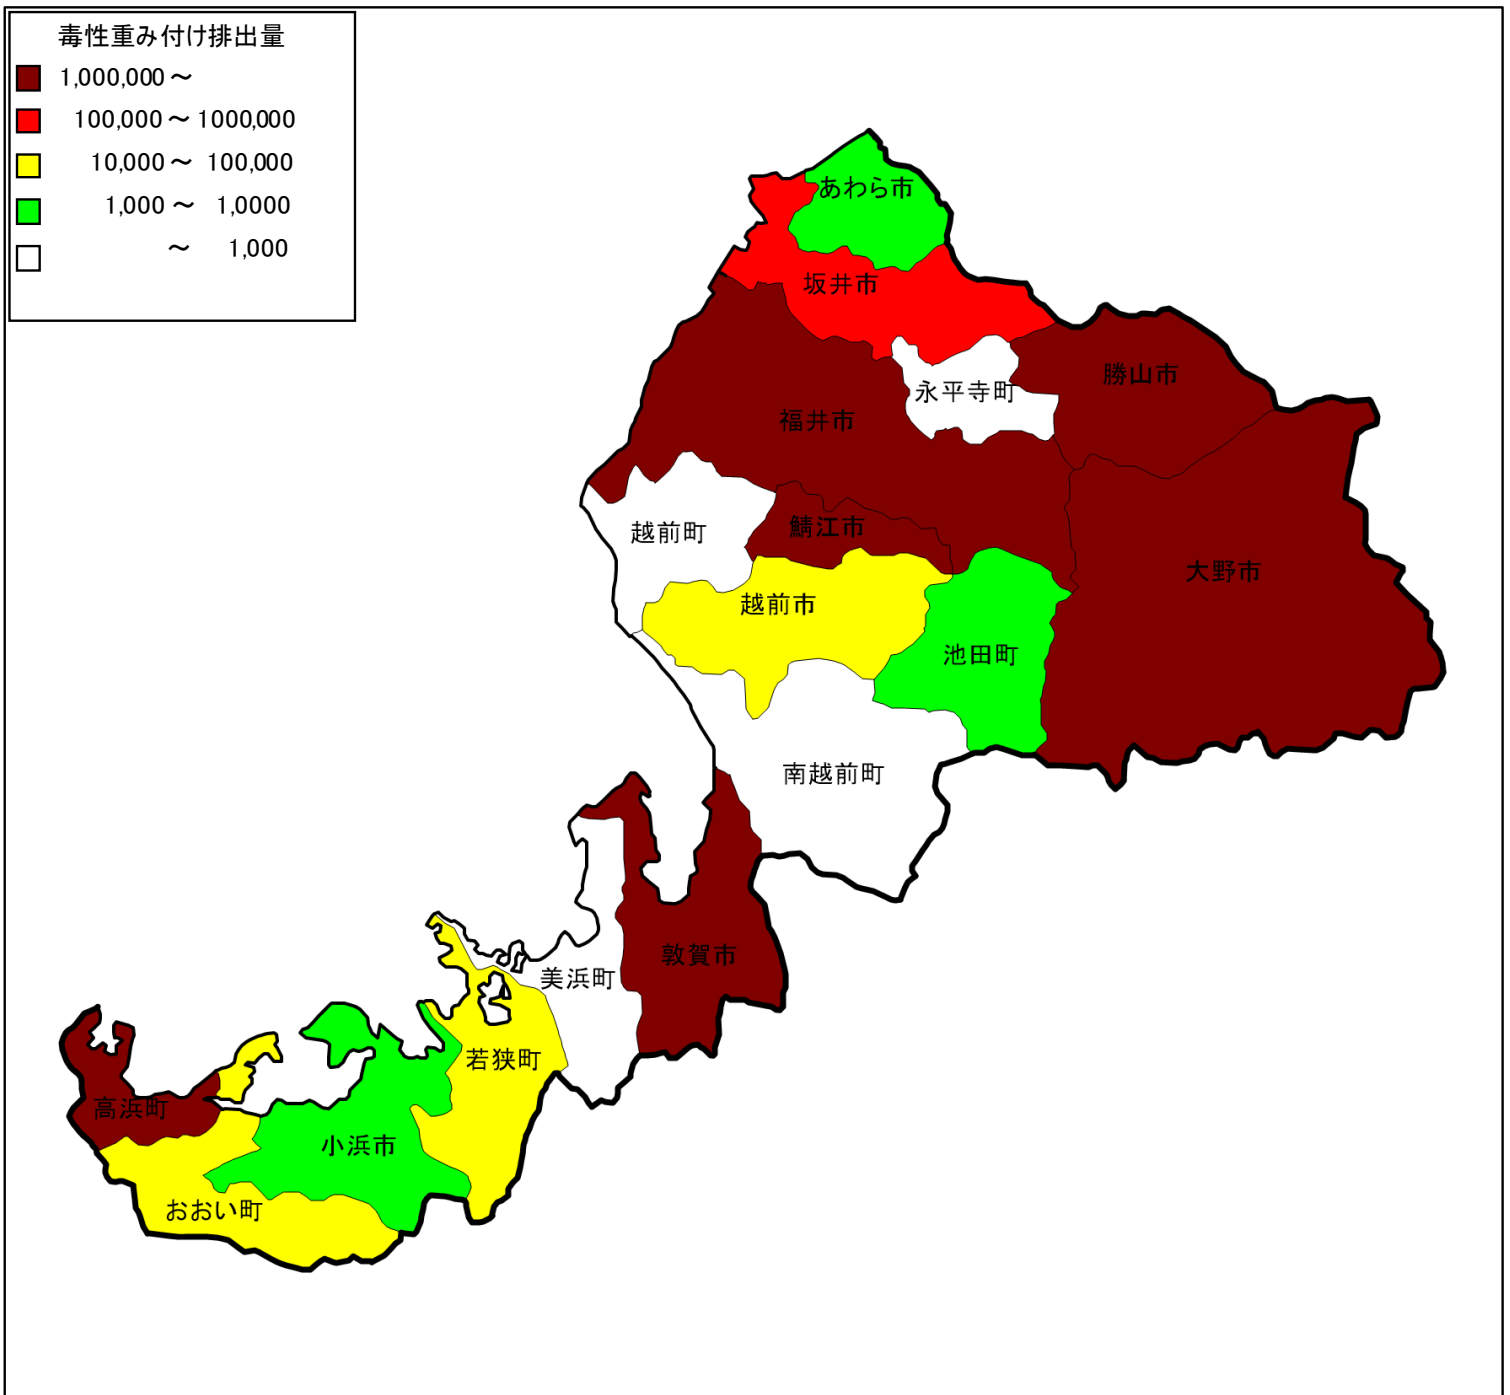 毒性重み付け排出量
1,000,000～
100,000～1000,000
10,000～ 100,000
1,000～ 1,0000
～ 1,000
あわら市
坂井市
勝山市
永平寺町
福井市
鯖江市
越前町
大野市
越前市
池田町
南越前町
敦賀市
美浜町
若狭町
高浜町
小浜市
おおい町